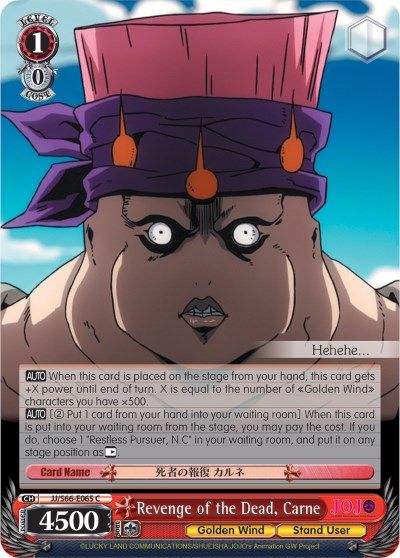 LEVEL
1
0
COST
Hehehe...
AUTO When this card is placed on the stage from your hand, this card gets
+X power until end of turn. X is equal to the number of «Golden Wind»
characters you have ×500.
AUTO [② Put 1 card from your hand into your waiting room] When this card
is put into your waiting room from the stage, you may pay the cost. If you
do, choose 1 "Restless Pursuer, N.C" in your waiting room, and put it on any
stage position as
Card Name 死者の報復 カルネ
CH JJ/S66-E065 C
POWER 4500
Revenge of the Dead, Carne JOJO
Golden Wind Stand User
©LUCKY LAND COMMUNICATIONS/SHUEISHA,JOJO's Animation GW Project